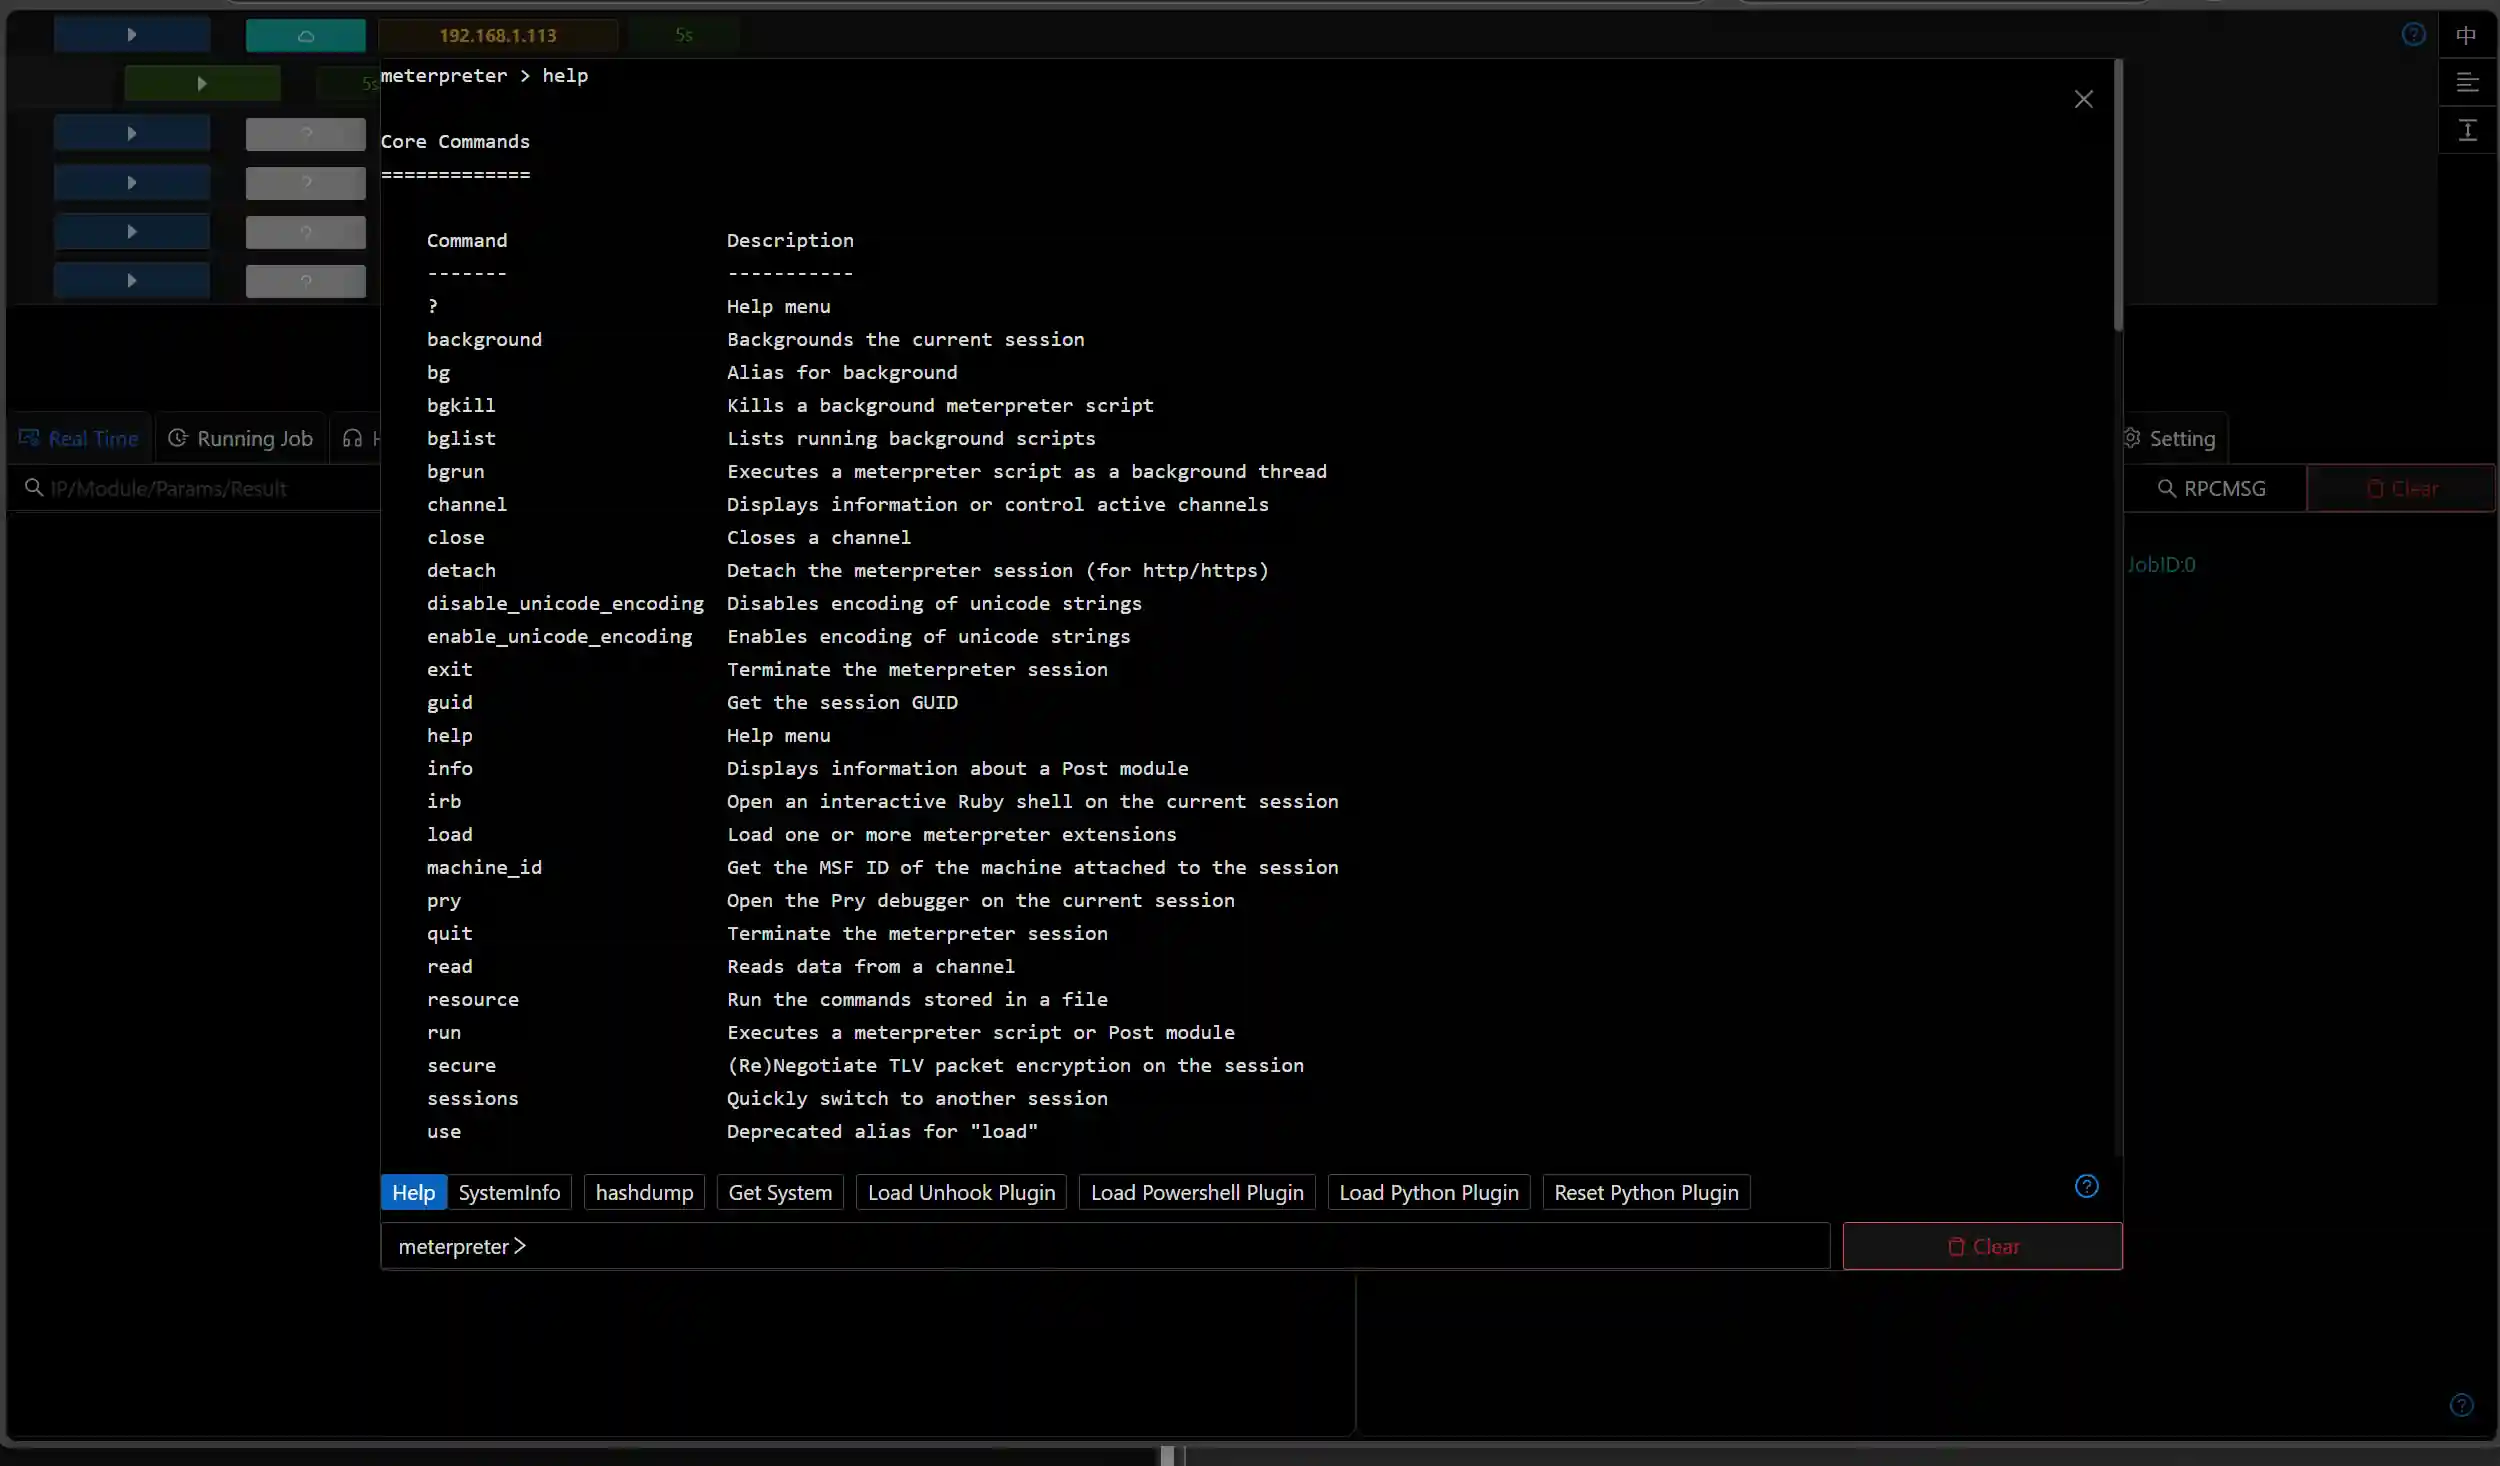 192.168.1.113 5s 中
5s
meterpreter > help
Core Commands
=============
Command Description
------- -----------
? Help menu
background Backgrounds the current session
bg Alias for background
bgkill Kills a background meterpreter script
bglist Lists running background scripts
bgrun Executes a meterpreter script as a background thread
channel Displays information or control active channels
close Closes a channel
detach Detach the meterpreter session (for http/https)
disable_unicode_encoding Disables encoding of unicode strings
enable_unicode_encoding Enables encoding of unicode strings
exit Terminate the meterpreter session
guid Get the session GUID
help Help menu
info Displays information about a Post module
irb Open an interactive Ruby shell on the current session
load Load one or more meterpreter extensions
machine_id Get the MSF ID of the machine attached to the session
pry Open the Pry debugger on the current session
quit Terminate the meterpreter session
read Reads data from a channel
resource Run the commands stored in a file
run Executes a meterpreter script or Post module
secure (Re)Negotiate TLV packet encryption on the session
sessions Quickly switch to another session
use Deprecated alias for "load"
Help SystemInfo hashdump Get System Load Unhook Plugin Load Powershell Plugin Load Python Plugin Reset Python Plugin
meterpreter > Clear
Real Time Running Job H
IP/Module/Params/Result
Setting
RPCMSG Clear
JobID:0